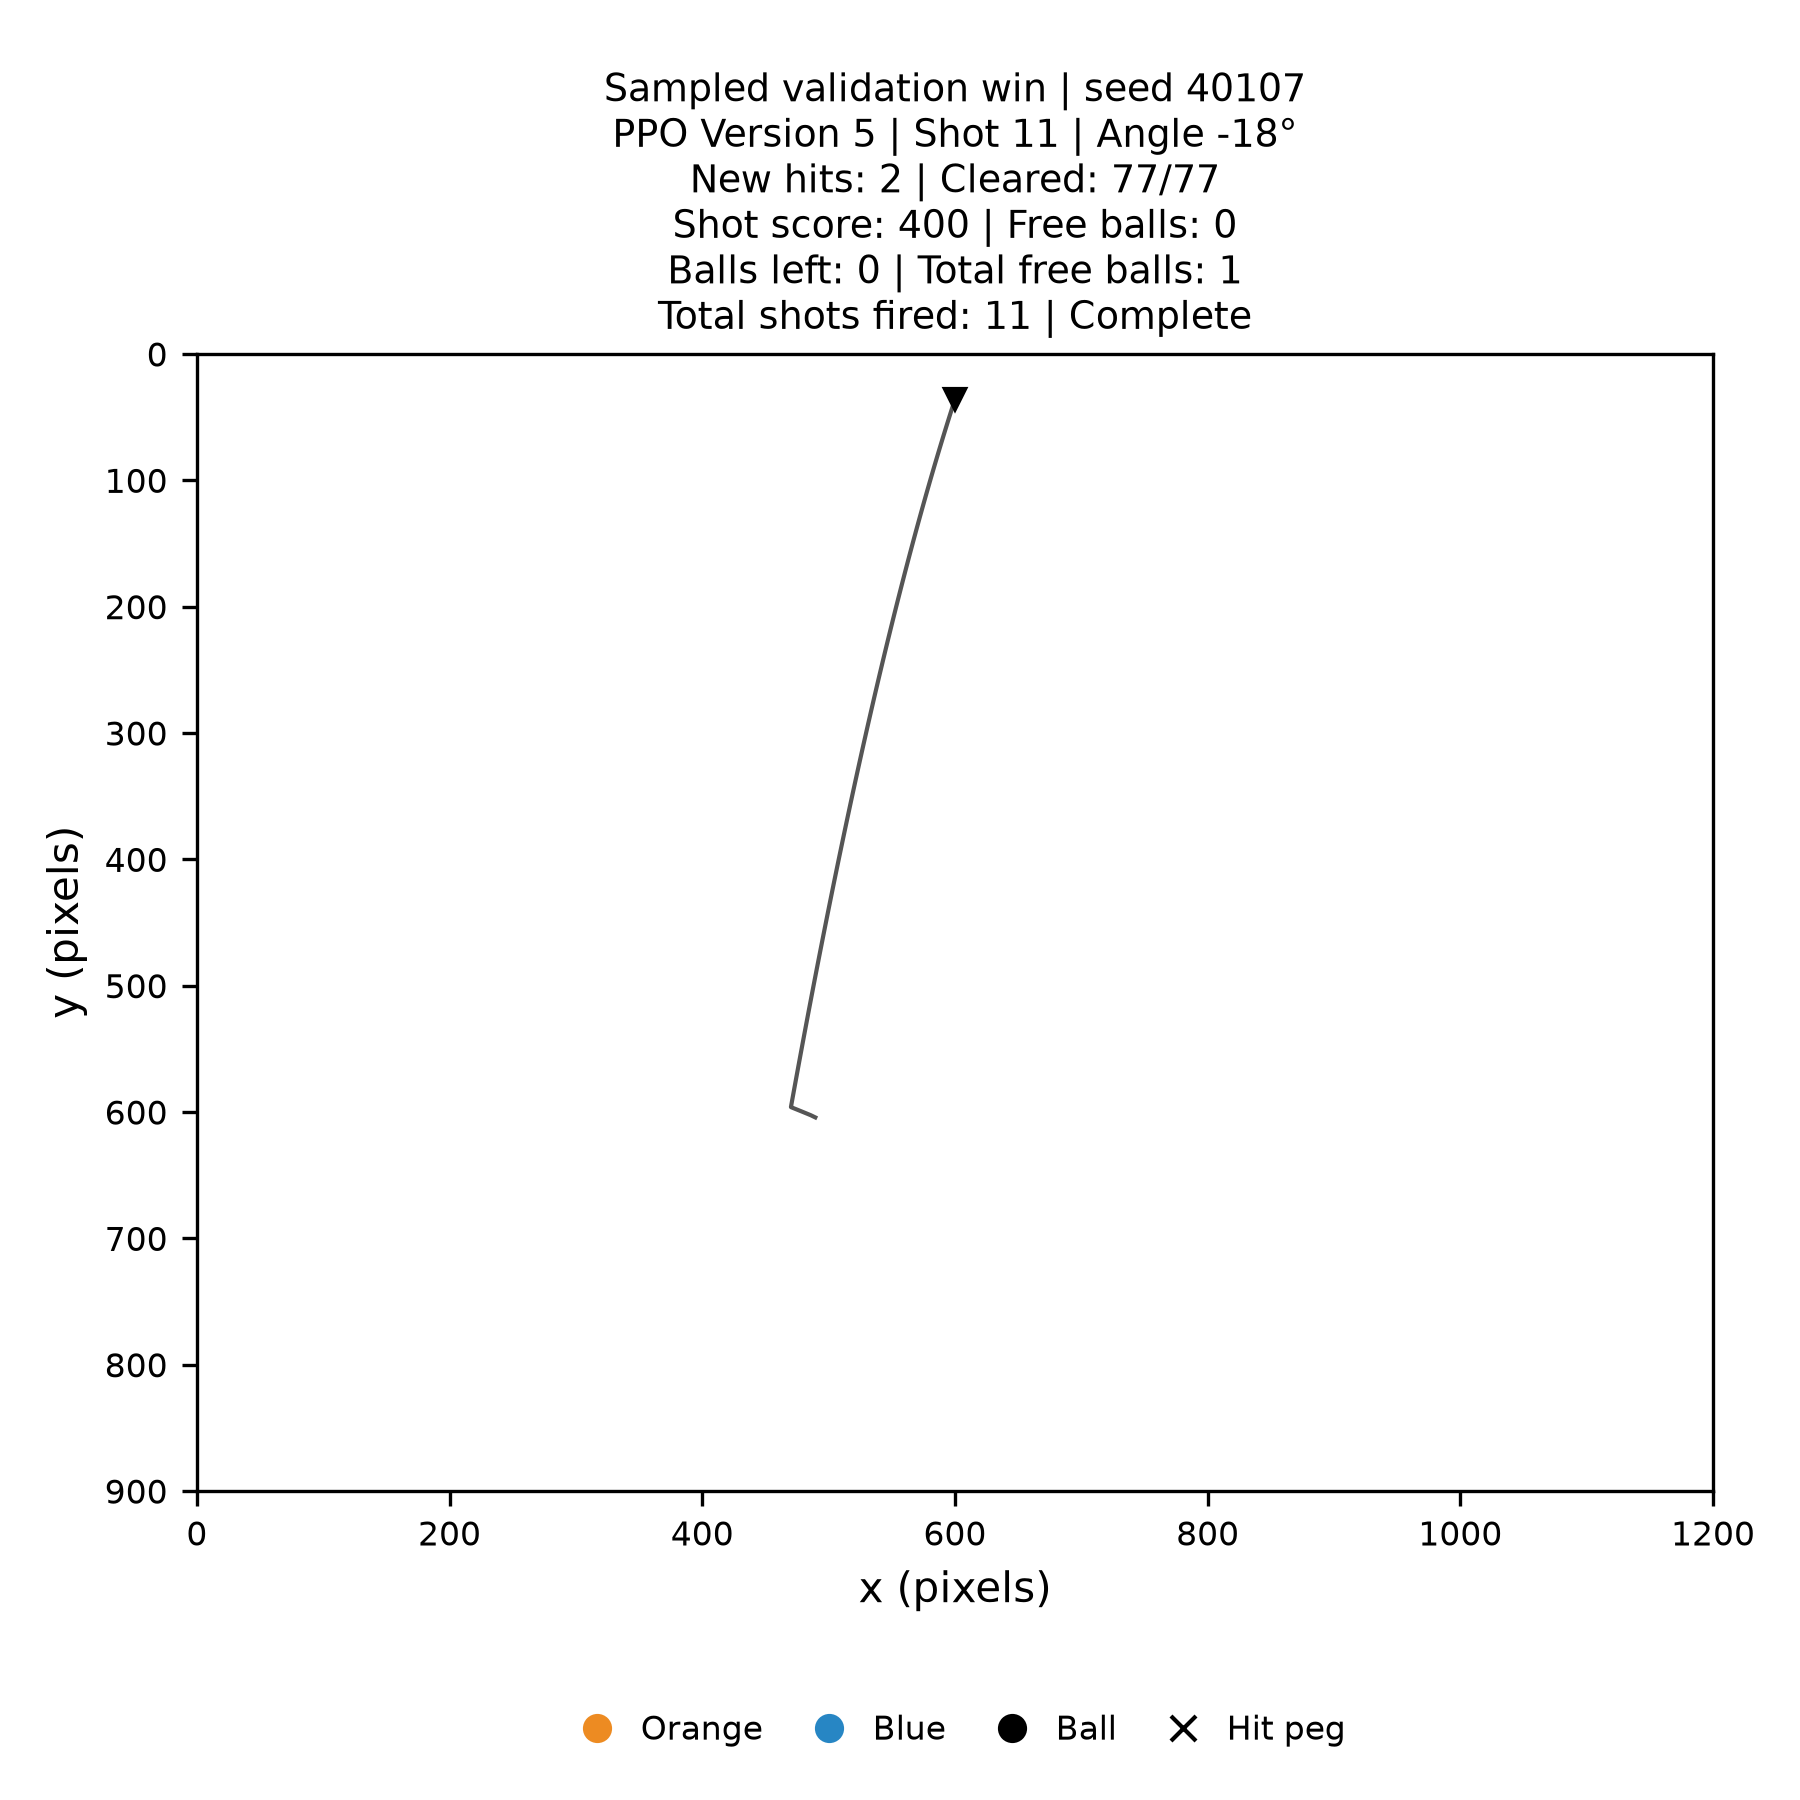 Sampled validation win | seed 40107
PPO Version 5 | Shot 11 | Angle -18°
New hits: 2 | Cleared: 77/77
Shot score: 400 | Free balls: 0
Balls left: 0 | Total free balls: 1
Total shots fired: 11 | Complete
0
100
200
300
400
500
600
700
800
900
y (pixels)
0 200 400 600 800 1000 1200
x (pixels)
Orange Blue Ball Hit peg